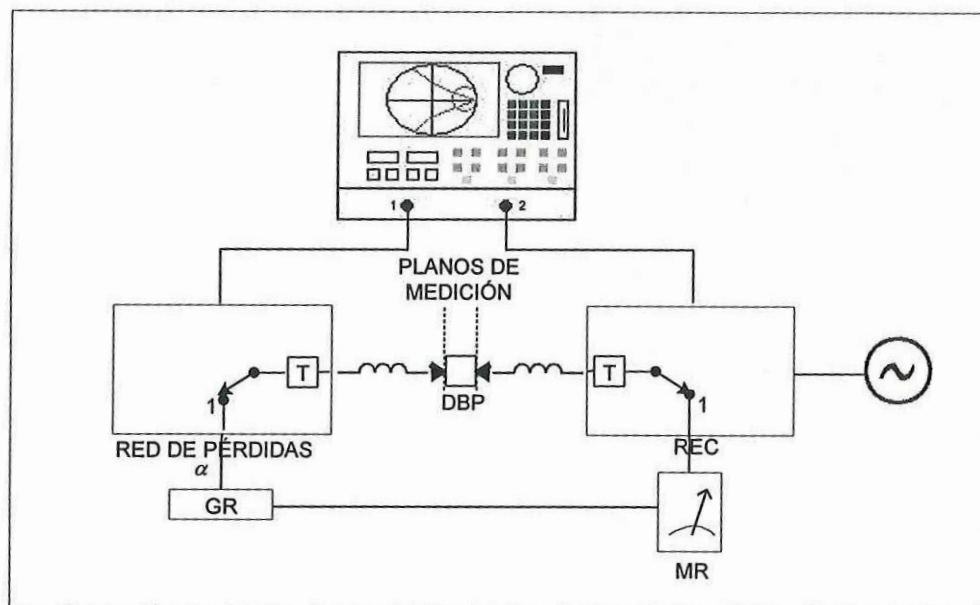 1 2
PLANOS DE
MEDICIÓN
T
T
1
DBP
1
RED DE PÉRDIDAS
α
REC
GR
MR